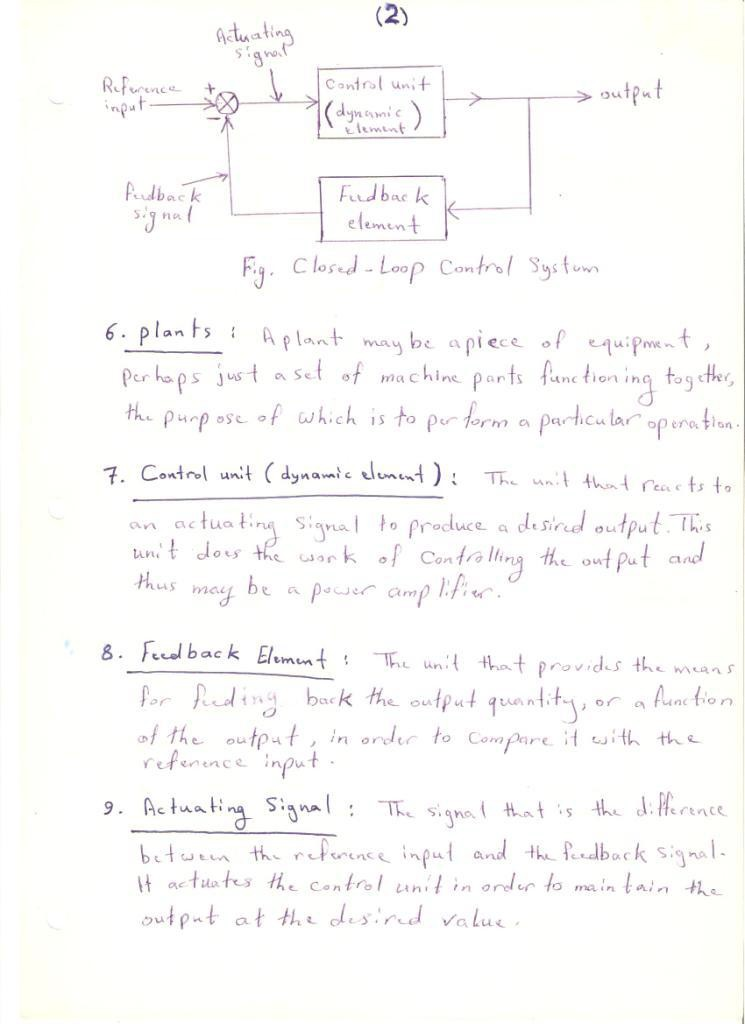 (2)
Actuating
signal
Reference
input
+
−
Control unit
(dynamic
element)
output
Feedback
signal
Feedback
element
Fig. Closed-Loop Control System
6. plants : A plant may be a piece of equipment,
perhaps just a set of machine parts functioning together,
the purpose of which is to perform a particular operation.
7. Control unit (dynamic element) : The unit that reacts to
an actuating signal to produce a desired output. This
unit does the work of controlling the output and
thus may be a power amplifier.
8. Feedback Element : The unit that provides the means
for feeding back the output quantity, or a function
of the output, in order to compare it with the
reference input.
9. Actuating Signal : The signal that is the difference
between the reference input and the feedback signal.
It actuates the control unit in order to maintain the
output at the desired value.